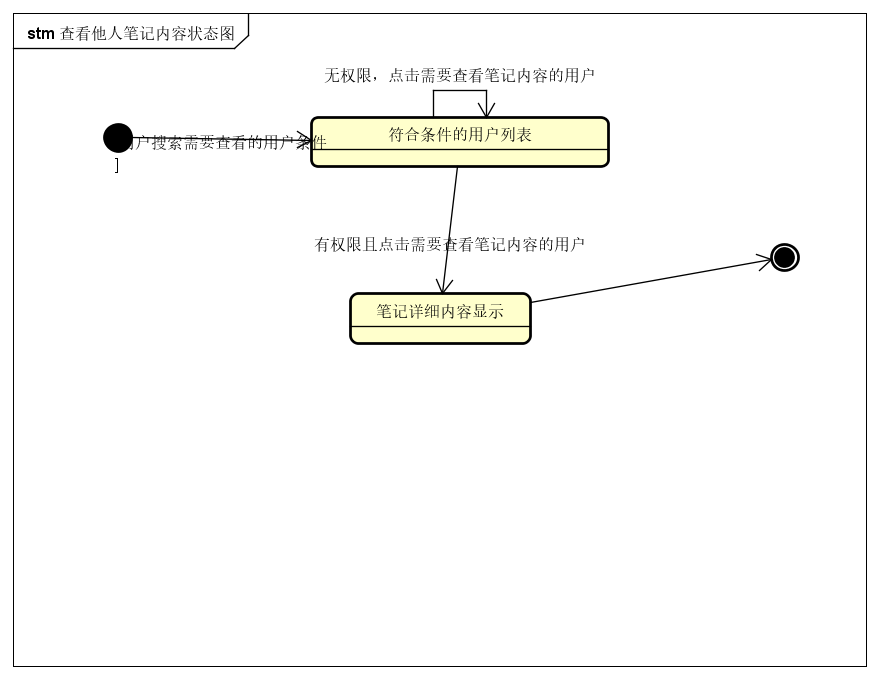 stm 查看他人笔记内容状态图
无权限，点击需要查看笔记内容的用户
符合条件的用户列表
户搜索需要查看的用户条件
]
有权限且点击需要查看笔记内容的用户
笔记详细内容显示